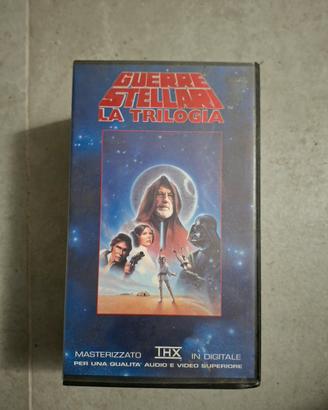 GUERRE
STELLARI
LA TRILOGIA
MASTERIZZATO THX IN DIGITALE
PER UNA QUALITA' AUDIO E VIDEO SUPERIORE